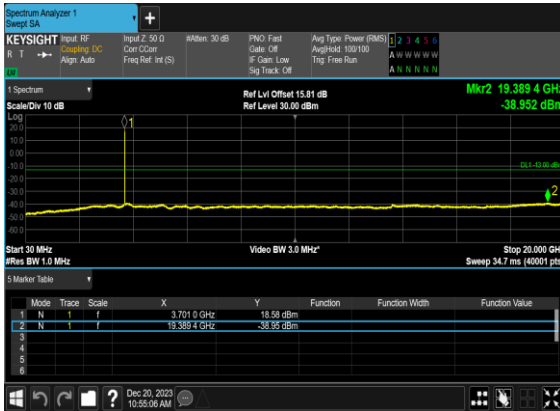 Spectrum Analyzer 1
Swept SA
KEYSIGHT
R T
Input: RF
Coupling: DC
Align: Auto
Input Z: 50 Ω
Corr CCorr
Freq Ref: Int (S)
#Atten: 30 dB
PNO: Fast
Gate: Off
IF Gain: Low
Sig Track: Off
Avg Type: Power (RMS)
Avg|Hold: 100/100
Trig: Free Run
1 2 3 4 5 6
A W W W W W
A N N N N N
1 Spectrum
Scale/Div 10 dB
Ref Lvl Offset 15.81 dB
Ref Level 30.00 dBm
Mkr2 19.389 4 GHz
-38.952 dBm
Log
20.0
10.0
0.00
-10.0
-20.0
-30.0
-40.0
-50.0
-60.0
1
DL1 -13.00 dBm
2
Start 30 MHz
#Res BW 1.0 MHz
Video BW 3.0 MHz*
Stop 20.000 GHz
Sweep 34.7 ms (40001 pts)
5 Marker Table
Mode Trace Scale X Y Function Function Width Function Value
1 N 1 f 3.701 0 GHz 18.58 dBm
2 N 1 f 19.389 4 GHz -38.95 dBm
3
4
5
6
?
Dec 20, 2023
10:55:06 AM